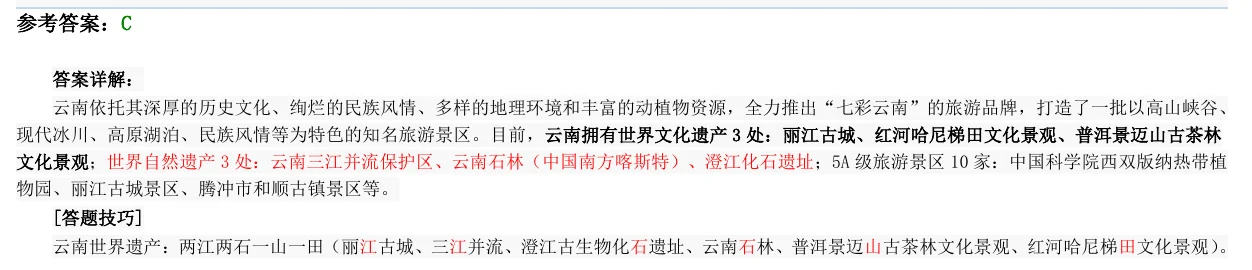 参考答案：C
答案详解：
云南依托其深厚的历史文化、绚烂的民族风情、多样的地理环境和丰富的动植物资源，全力推出“七彩云南”的旅游品牌，打造了一批以高山峡谷、
现代冰川、高原湖泊、民族风情等为特色的知名旅游景区。目前，云南拥有世界文化遗产 3 处：丽江古城、红河哈尼梯田文化景观、普洱景迈山古茶林
文化景观；世界自然遗产 3 处：云南三江并流保护区、云南石林（中国南方喀斯特）、澄江化石遗址；5A 级旅游景区 10 家：中国科学院西双版纳热带植
物园、丽江古城景区、腾冲市和顺古镇景区等。
[答题技巧]
云南世界遗产：两江两石一山一田（丽江古城、三江并流、澄江古生物化石遗址、云南石林、普洱景迈山古茶林文化景观、红河哈尼梯田文化景观）。